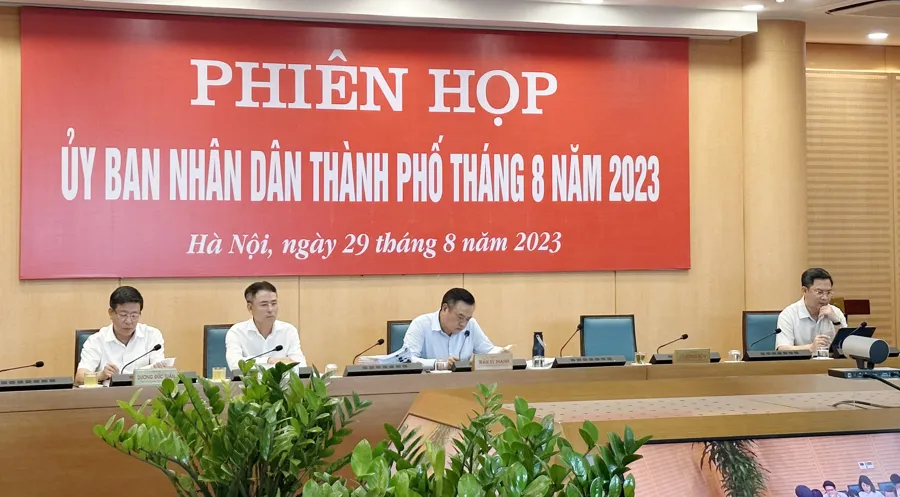 PHIÊN HỌP
ỦY BAN NHÂN DÂN THÀNH PHỐ THÁNG 8 NĂM 2023
Hà Nội, ngày 29 tháng 8 năm 2023